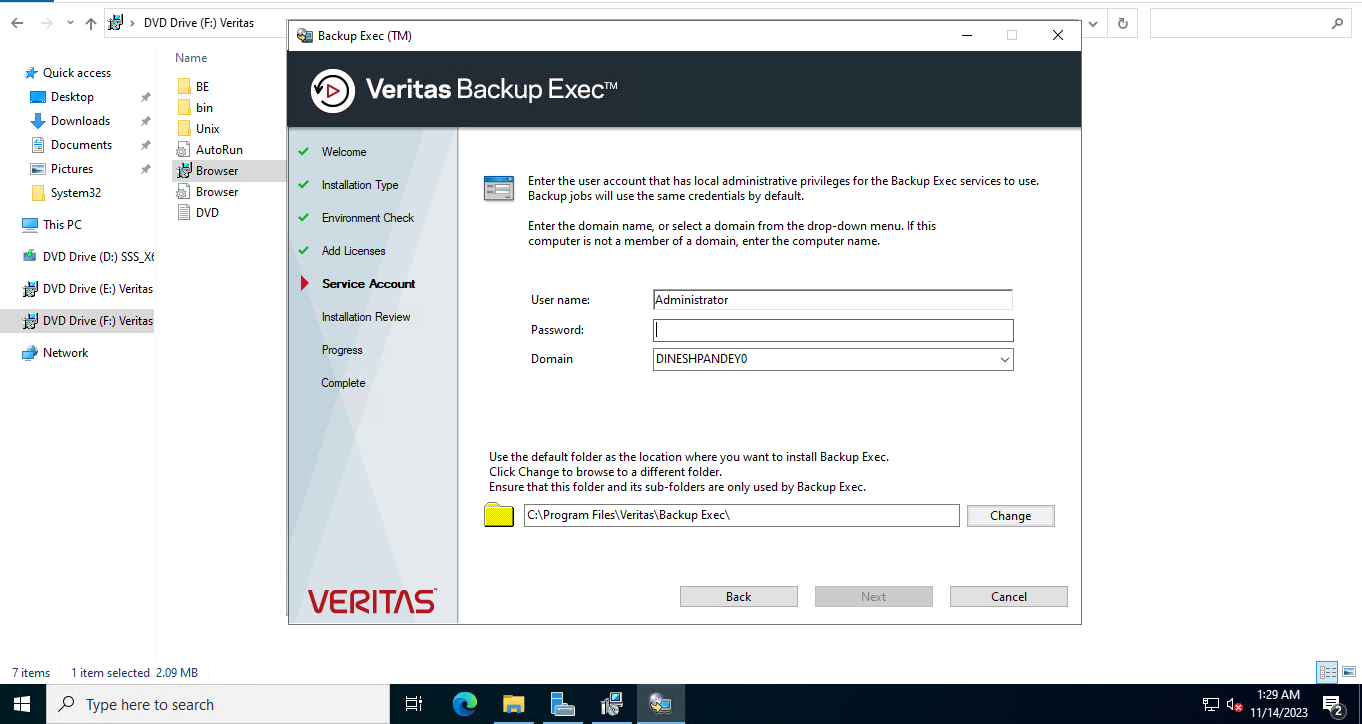 DVD Drive (F:) Veritas
Name
Quick access
Desktop
Downloads
Documents
Pictures
System32
This PC
DVD Drive (D:) SSS_X6
DVD Drive (E:) Veritas
DVD Drive (F:) Veritas
Network
BE
bin
Unix
AutoRun
Browser
Browser
DVD
Backup Exec (TM)
Veritas Backup Exec™
Welcome
Installation Type
Environment Check
Add Licenses
Service Account
Installation Review
Progress
Complete
VERITAS™
Enter the user account that has local administrative privileges for the Backup Exec services to use.
Backup jobs will use the same credentials by default.
Enter the domain name, or select a domain from the drop-down menu. If this
computer is not a member of a domain, enter the computer name.
User name: Administrator
Password:
Domain DINESHPANDEY0
Use the default folder as the location where you want to install Backup Exec.
Click Change to browse to a different folder.
Ensure that this folder and its sub-folders are only used by Backup Exec.
C:\Program Files\Veritas\Backup Exec\ Change
Back Next Cancel
7 items 1 item selected 2.09 MB
Type here to search
1:29 AM
11/14/2023
2